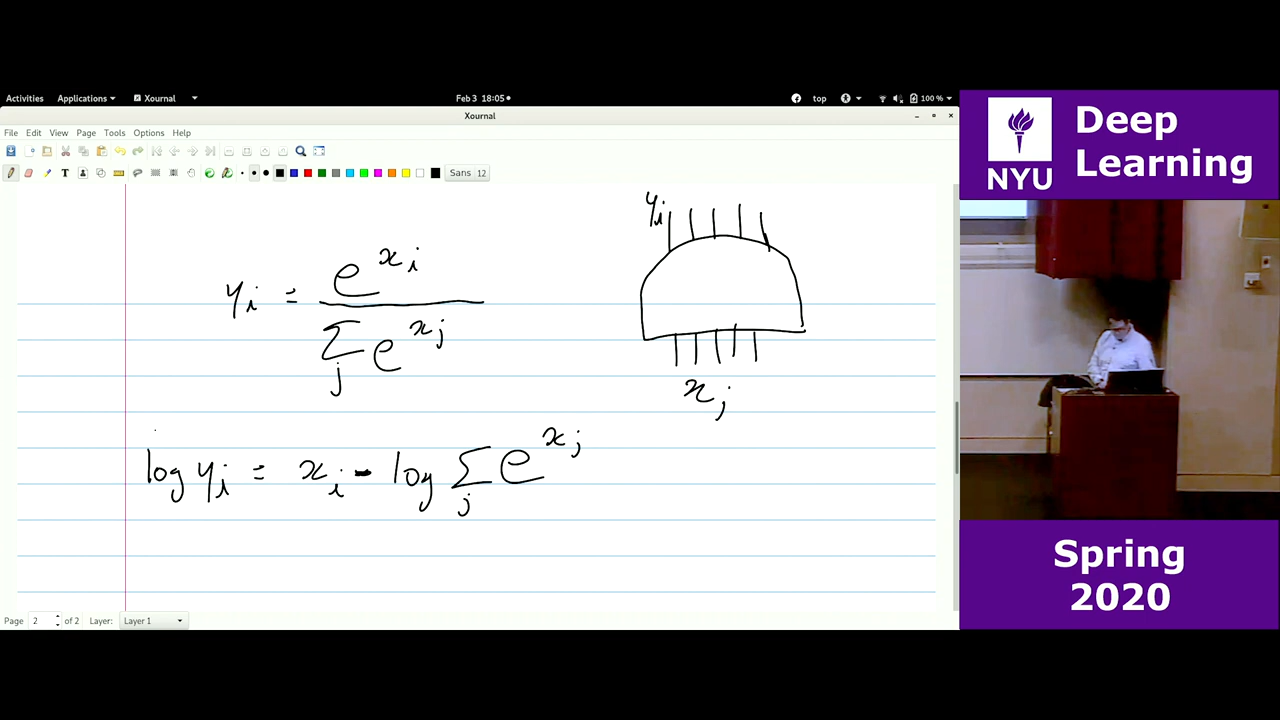 Activities Applications Xournal Feb 3 18:05 top 100 %
Xournal
File Edit View Page Tools Options Help
T Sans 12
y_i = e^{x_i} / \sum_j e^{x_j}
y_i
x_j
log y_i = x_i - log \sum_j e^{x_j}
Page 2 of 2 Layer: Layer 1
NYU
Deep
Learning
Spring
2020